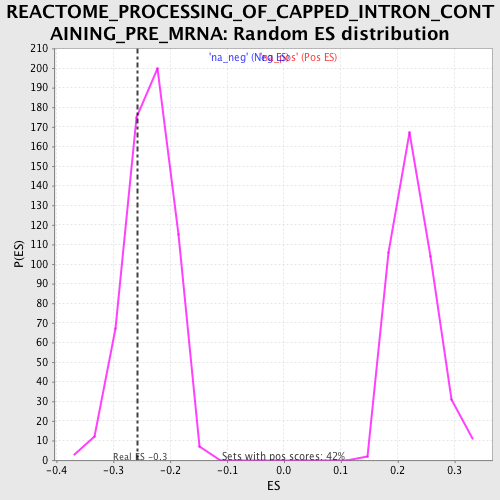 REACTOME_PROCESSING_OF_CAPPED_INTRON_CONT
AINING_PRE_MRNA: Random ES distribution
'na_neg' (Neg ES)
'na_pos' (Pos ES)
210
200
190
180
170
160
150
140
130
120
110
100
90
80
70
60
50
40
30
20
10
0
P(ES)
Real ES -0.3
Sets with pos scores: 42%
-0.4 -0.3 -0.2 -0.1 0.0 0.1 0.2 0.3
ES